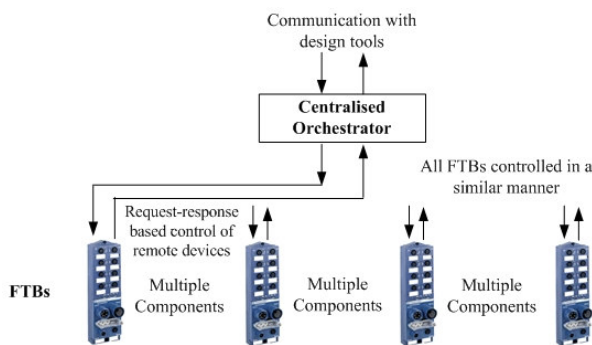 Communication with
design tools
Centralised
Orchestrator
All FTBs controlled in a
similar manner
Request-response
based control of
remote devices
FTBs
Multiple
Components
Multiple
Components
Multiple
Components